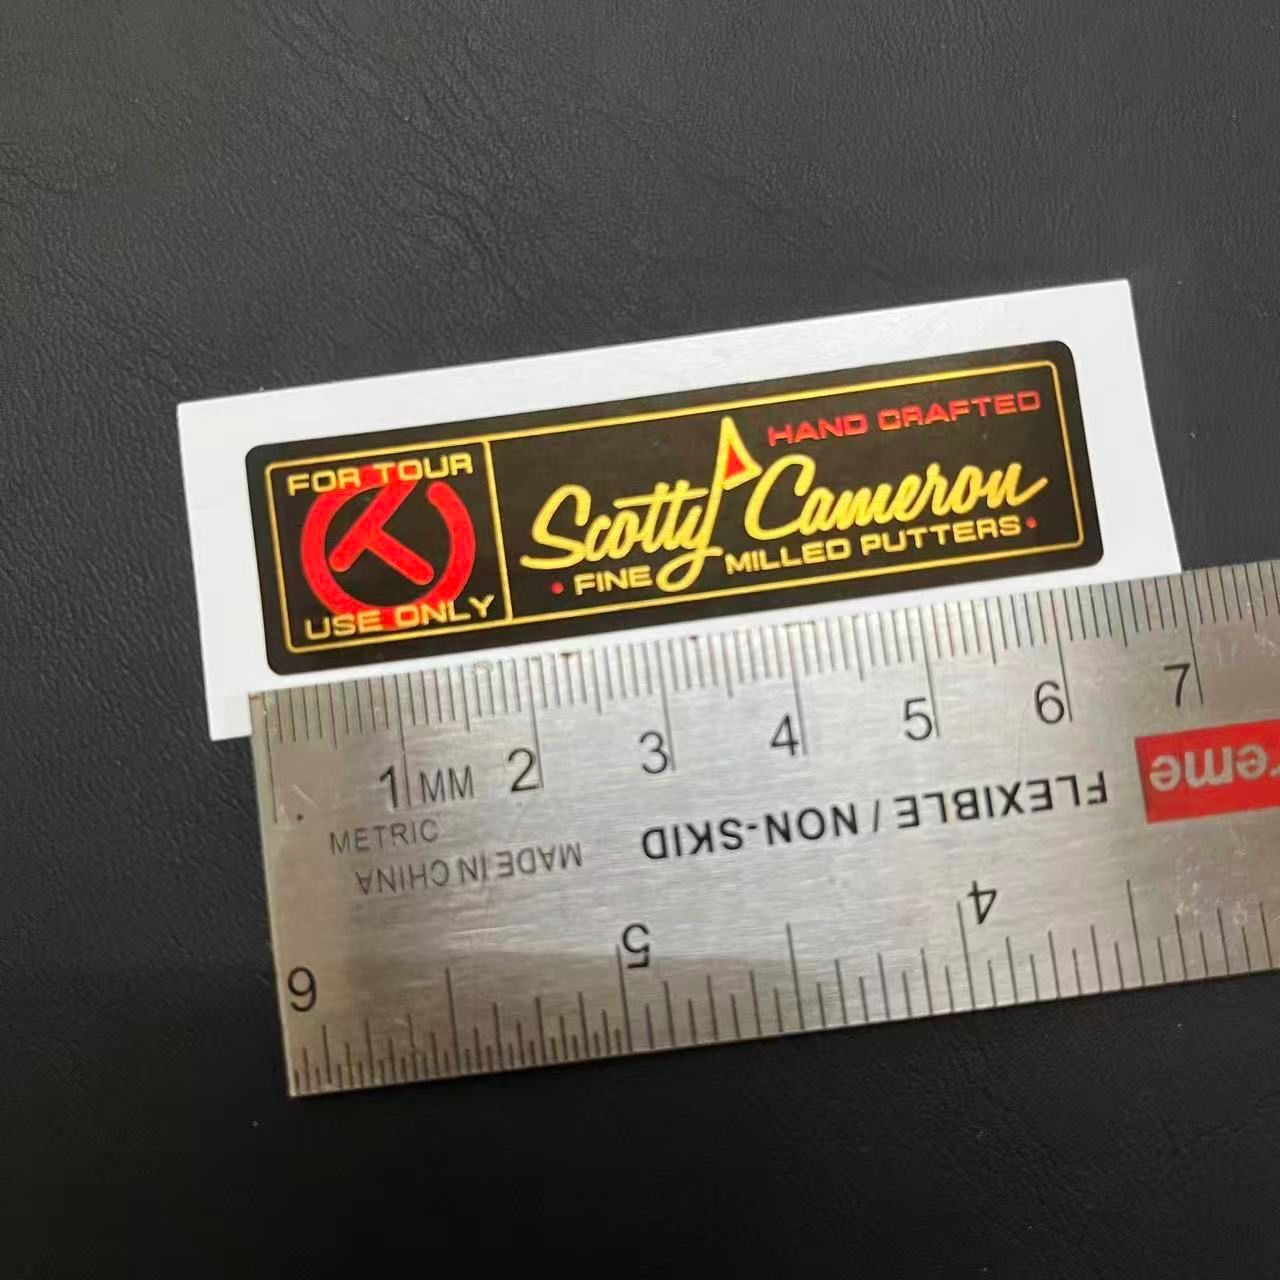 FOR TOUR
USE ONLY
HAND CRAFTED
Scotty Cameron
• FINE MILLED PUTTERS •
1 MM 2 3 4 5 6 7
METRIC
MADE IN CHINA
FLEXIBLE / NON-SKID
6 5 4